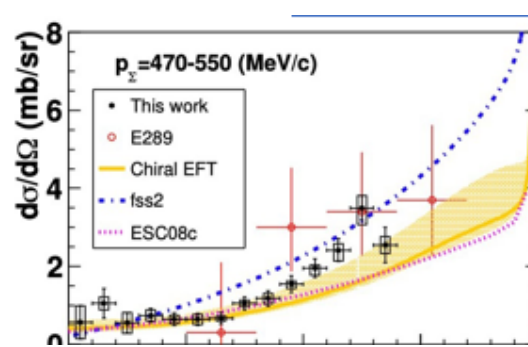 8
p_Σ=470-550 (MeV/c)
6
This work
E289
Chiral EFT
fss2
ESC08c
4
2
0
dσ/dΩ (mb/sr)